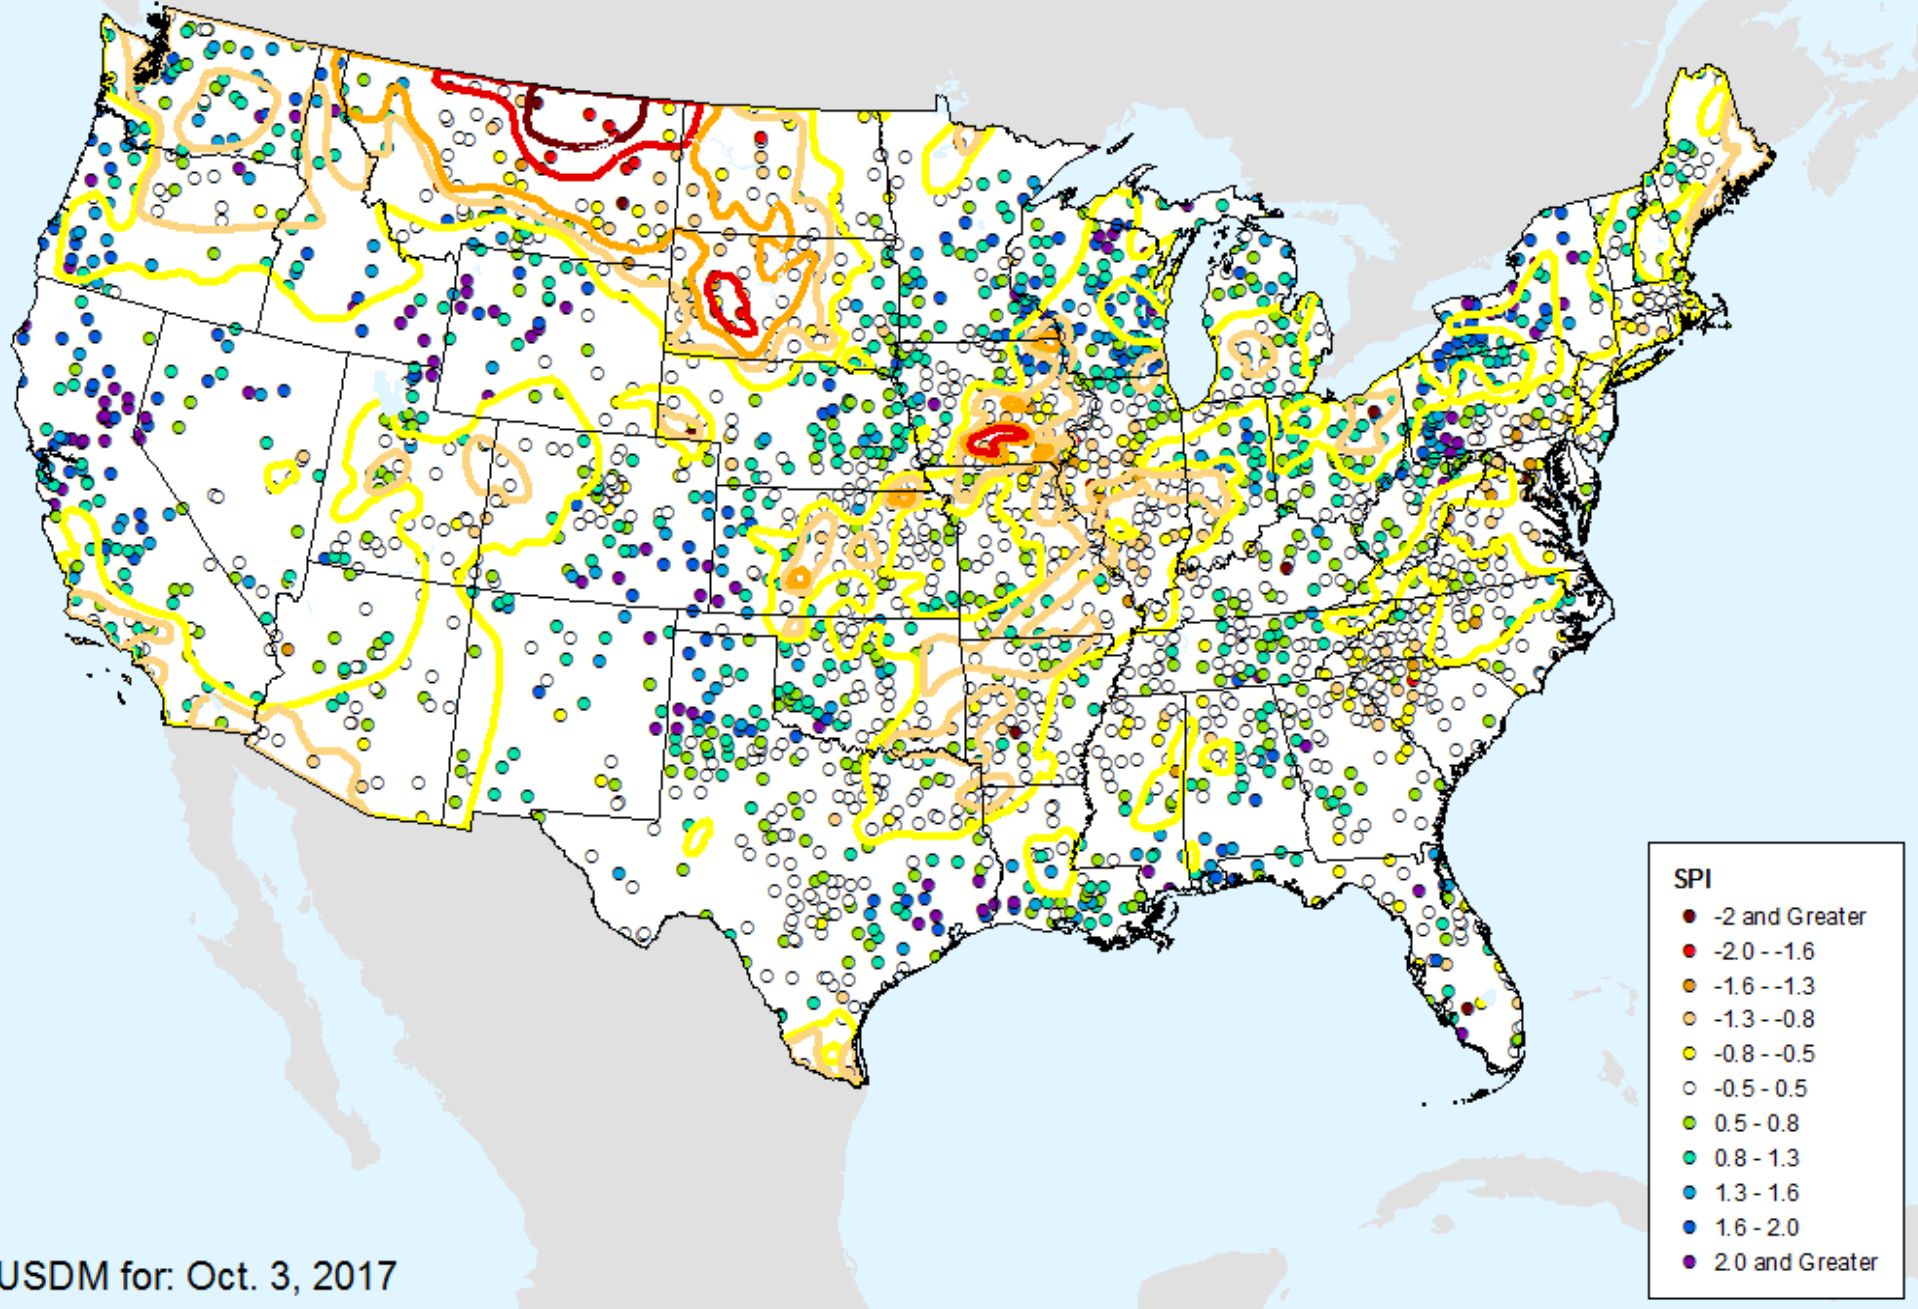 SPI
-2 and Greater
-2.0 - -1.6
-1.6 - -1.3
-1.3 - -0.8
-0.8 - -0.5
-0.5 - 0.5
0.5 - 0.8
0.8 - 1.3
1.3 - 1.6
1.6 - 2.0
2.0 and Greater
USDM for: Oct. 3, 2017